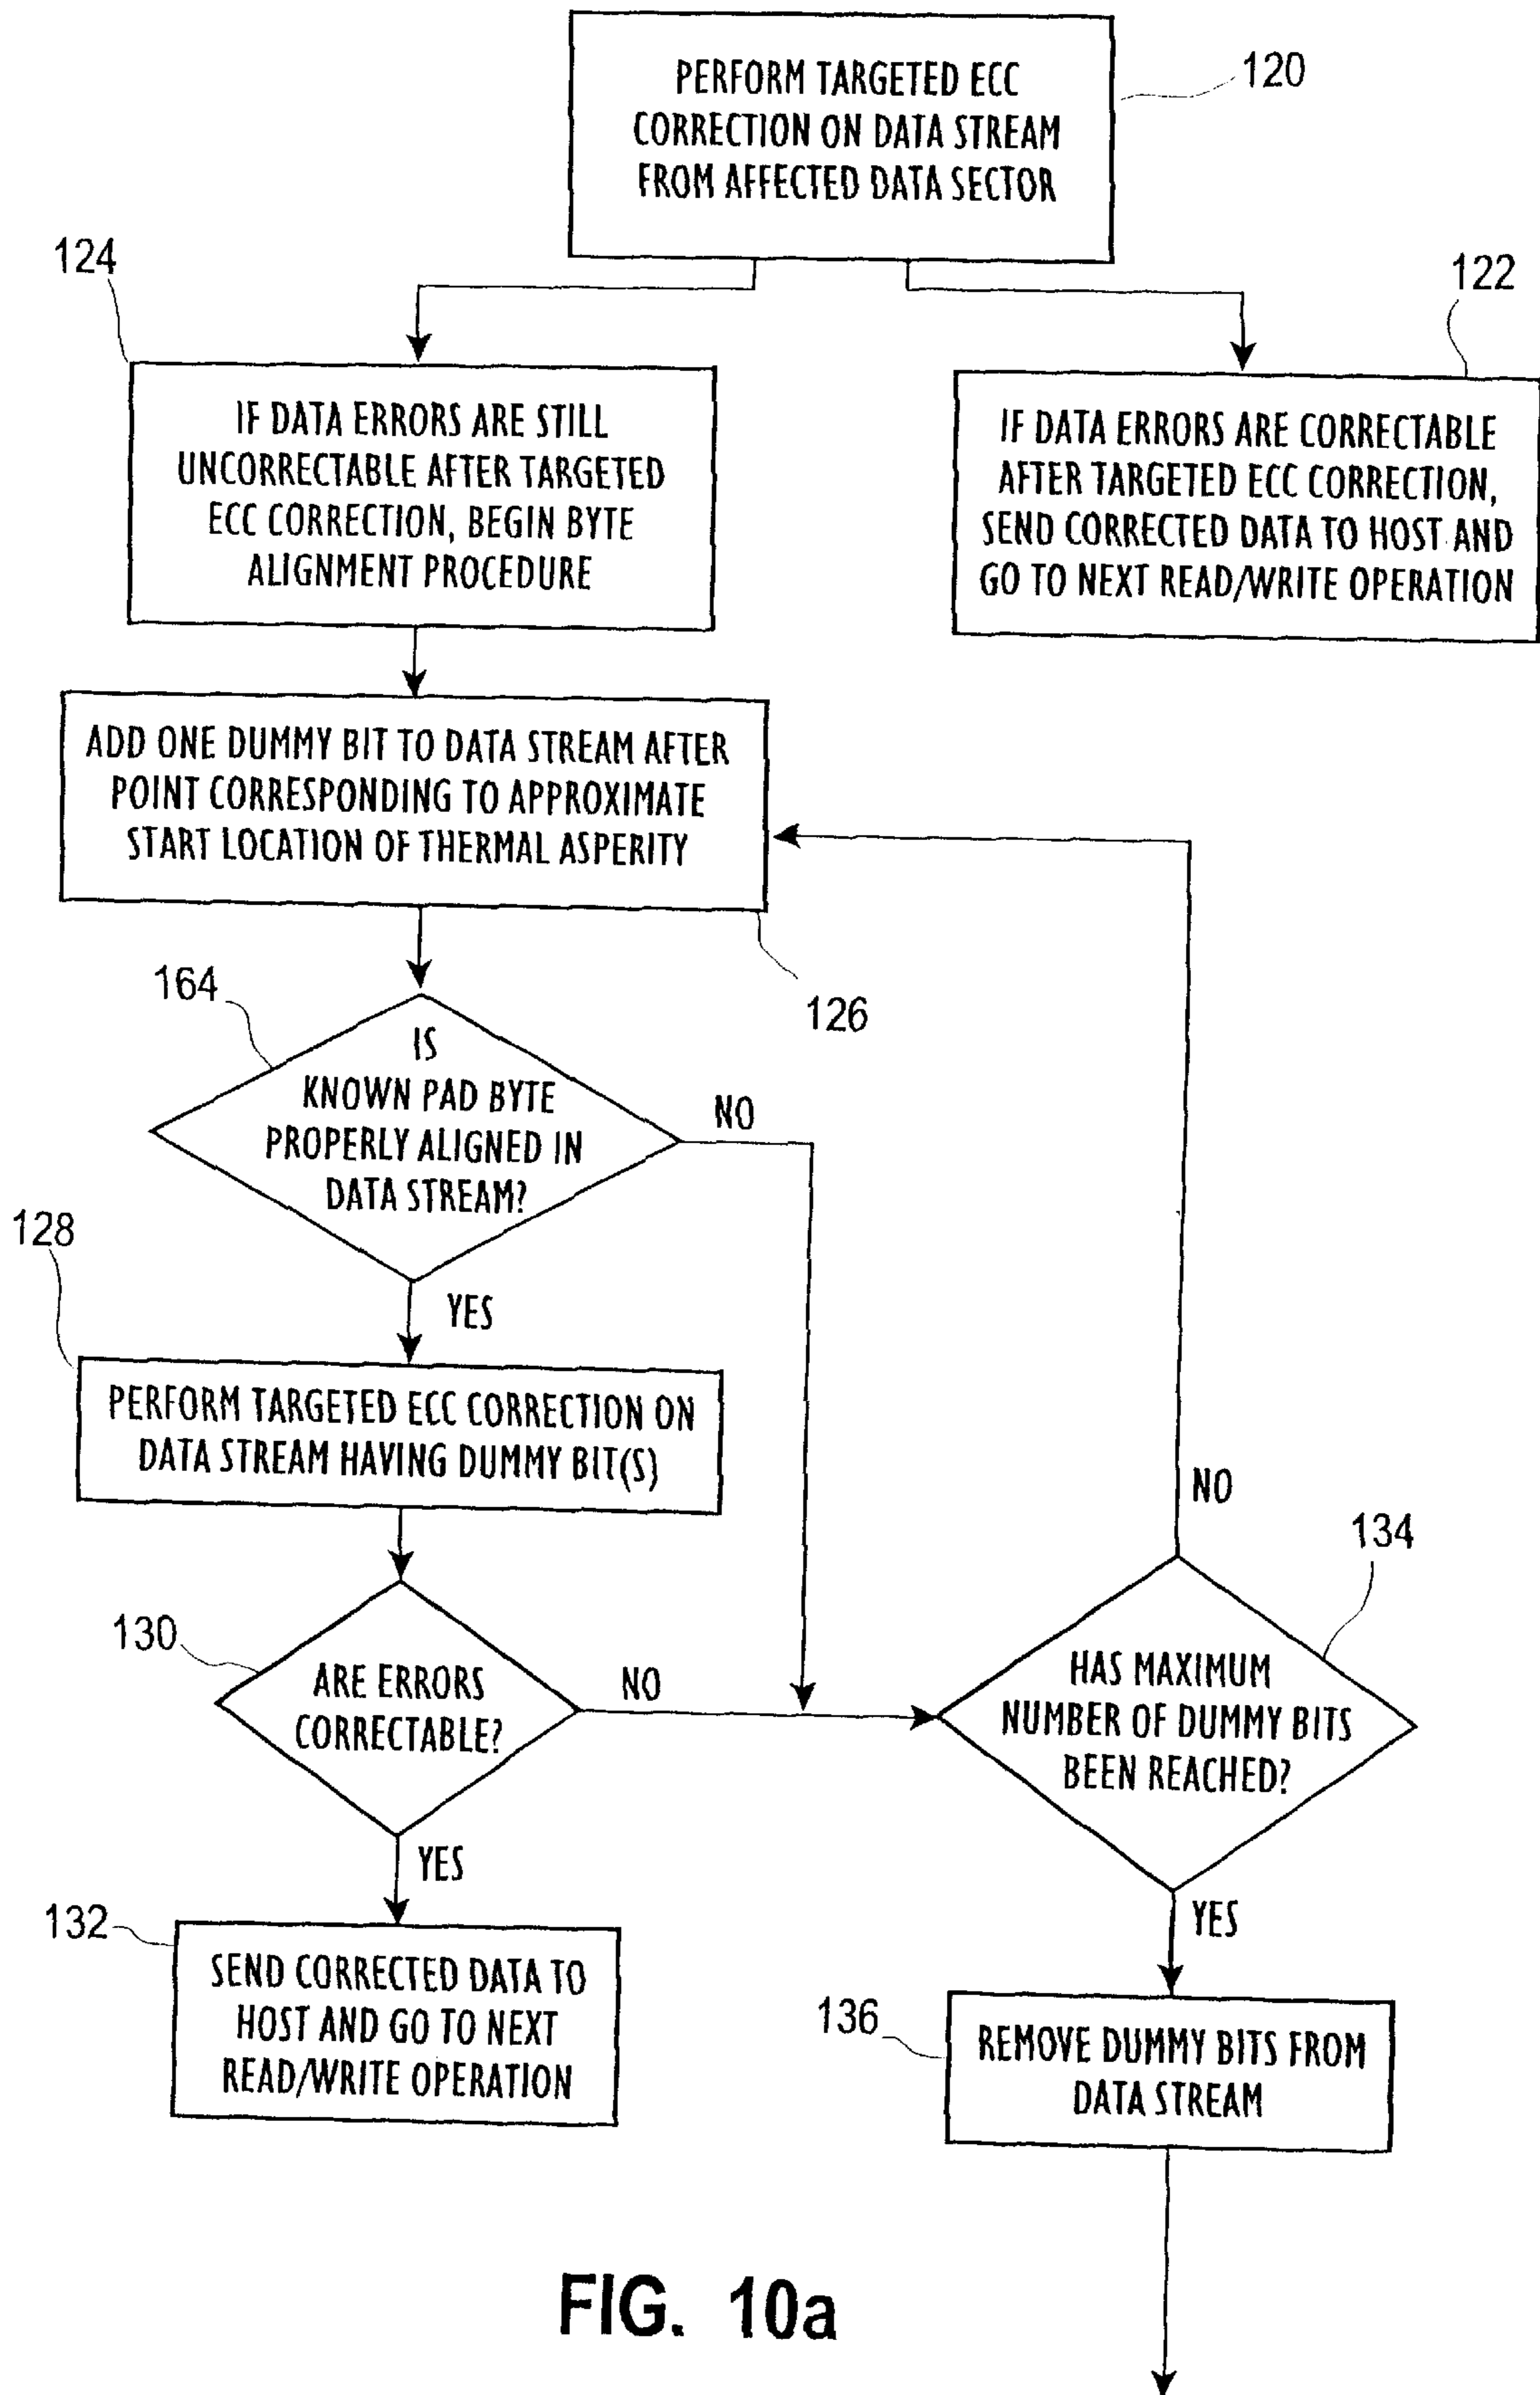 PERFORM TARGETED ECC
CORRECTION ON DATA STREAM
FROM AFFECTED DATA SECTOR
120
124
122
IF DATA ERRORS ARE STILL
UNCORRECTABLE AFTER TARGETED
ECC CORRECTION, BEGIN BYTE
ALIGNMENT PROCEDURE
IF DATA ERRORS ARE CORRECTABLE
AFTER TARGETED ECC CORRECTION,
SEND CORRECTED DATA TO HOST AND
GO TO NEXT READ/WRITE OPERATION
ADD ONE DUMMY BIT TO DATA STREAM AFTER
POINT CORRESPONDING TO APPROXIMATE
START LOCATION OF THERMAL ASPERITY
126
164
IS
KNOWN PAD BYTE
PROPERLY ALIGNED IN
DATA STREAM?
NO
YES
128
PERFORM TARGETED ECC CORRECTION ON
DATA STREAM HAVING DUMMY BIT(S)
130
ARE ERRORS
CORRECTABLE?
NO
YES
NO
134
HAS MAXIMUM
NUMBER OF DUMMY BITS
BEEN REACHED?
YES
132
SEND CORRECTED DATA TO
HOST AND GO TO NEXT
READ/WRITE OPERATION
136
REMOVE DUMMY BITS FROM
DATA STREAM
FIG. 10a